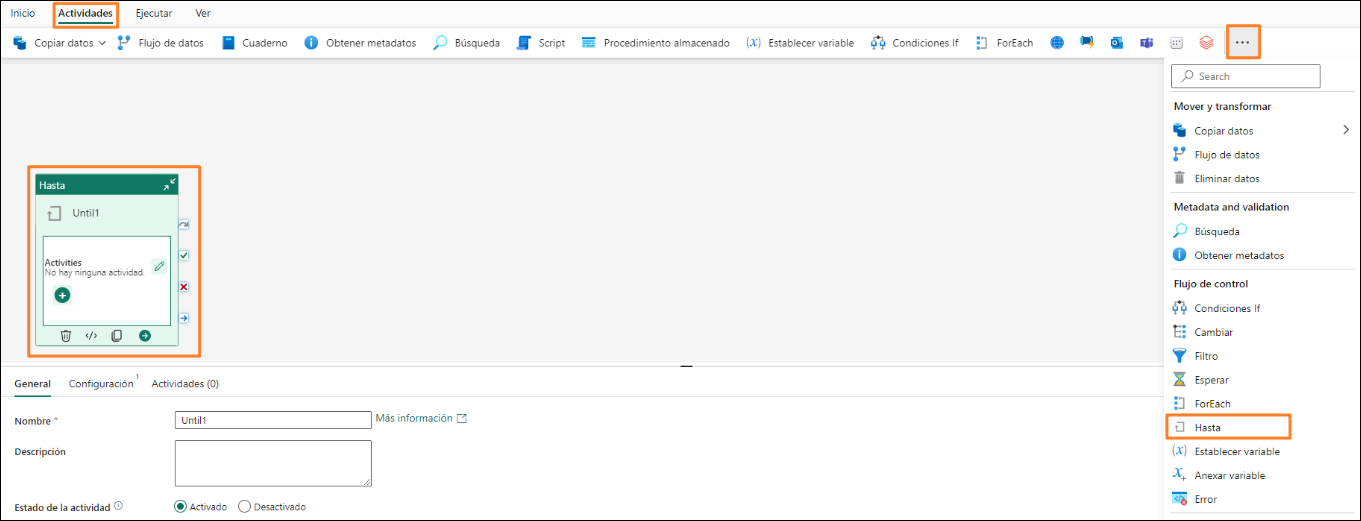 Inicio Actividades Ejecutar Ver
Copiar datos Flujo de datos Cuaderno Obtener metadatos Búsqueda Script Procedimiento almacenado (x) Establecer variable Condiciones If ForEach ...
Search
Mover y transformar
Copiar datos
Flujo de datos
Eliminar datos
Metadata and validation
Búsqueda
Obtener metadatos
Flujo de control
Condiciones If
Cambiar
Filtro
Esperar
ForEach
Hasta
(x) Establecer variable
Anexar variable
Error
Hasta
Until1
Activities
No hay ninguna actividad.
General Configuración 1 Actividades (0)
Nombre * Until1 Más información
Descripción
Estado de la actividad Activado Desactivado